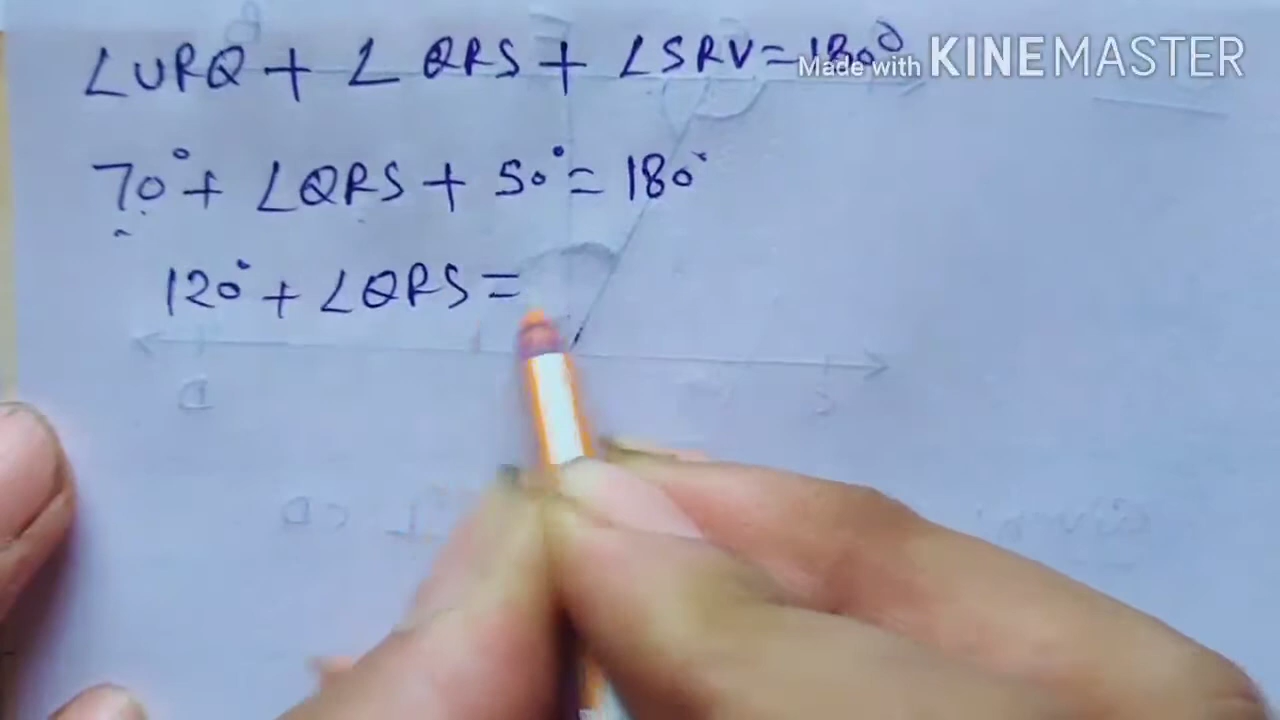 ∠URQ + ∠QRS + ∠SRV = 180°
Made with KINEMASTER
70° + ∠QRS + 50° = 180°
120° + ∠QRS =